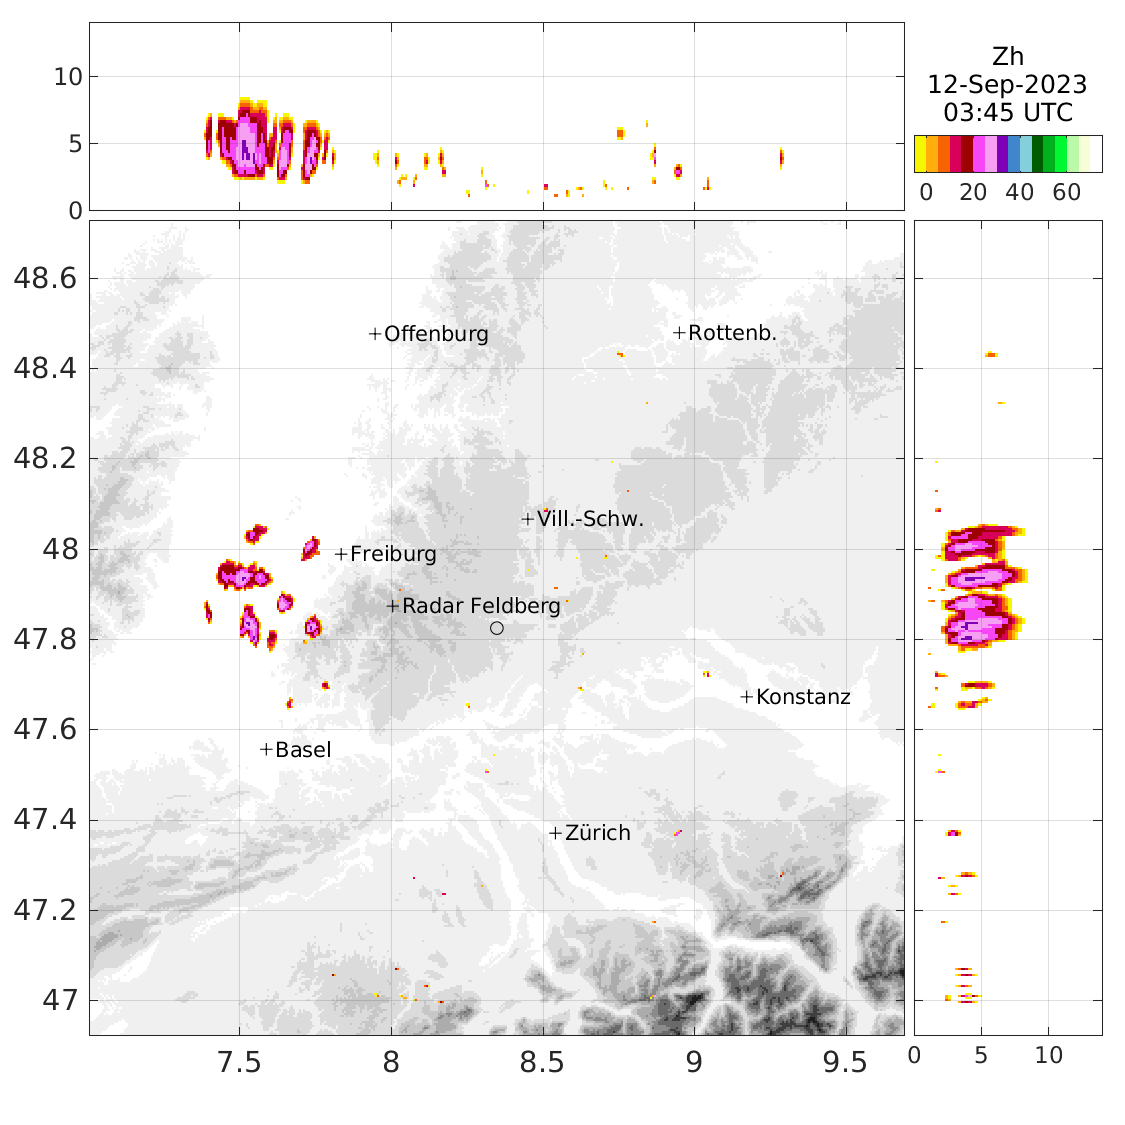 Zh
12-Sep-2023
03:45 UTC
0 20 40 60
10
5
0
48.6
48.4
48.2
48
47.8
47.6
47.4
47.2
47
Offenburg
Rottenb.
Vill.-Schw.
Freiburg
Radar Feldberg
Konstanz
Basel
Zürich
7.5 8 8.5 9 9.5
0 5 10